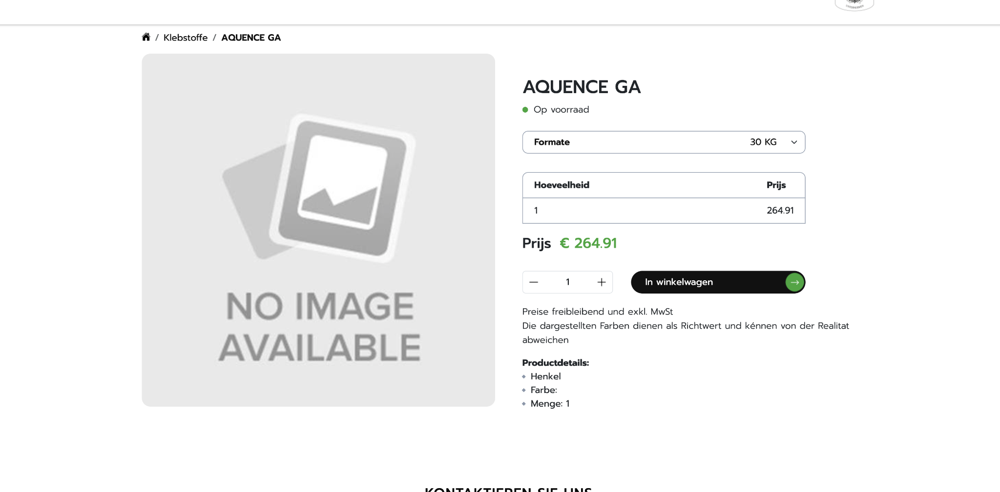 UNTERNEHMEN
/ Klebstoffe / AQUENCE GA
NO IMAGE
AVAILABLE
AQUENCE GA
Op voorraad
Formate 30 KG
Hoeveelheid Prijs
1 264.91
Prijs € 264.91
1
In winkelwagen
Preise freibleibend und exkl. MwSt
Die dargestellten Farben dienen als Richtwert und kénnen von der Realitat
abweichen
Productdetails:
Henkel
Farbe:
Menge: 1
KONTAKTIEREN SIE UNS